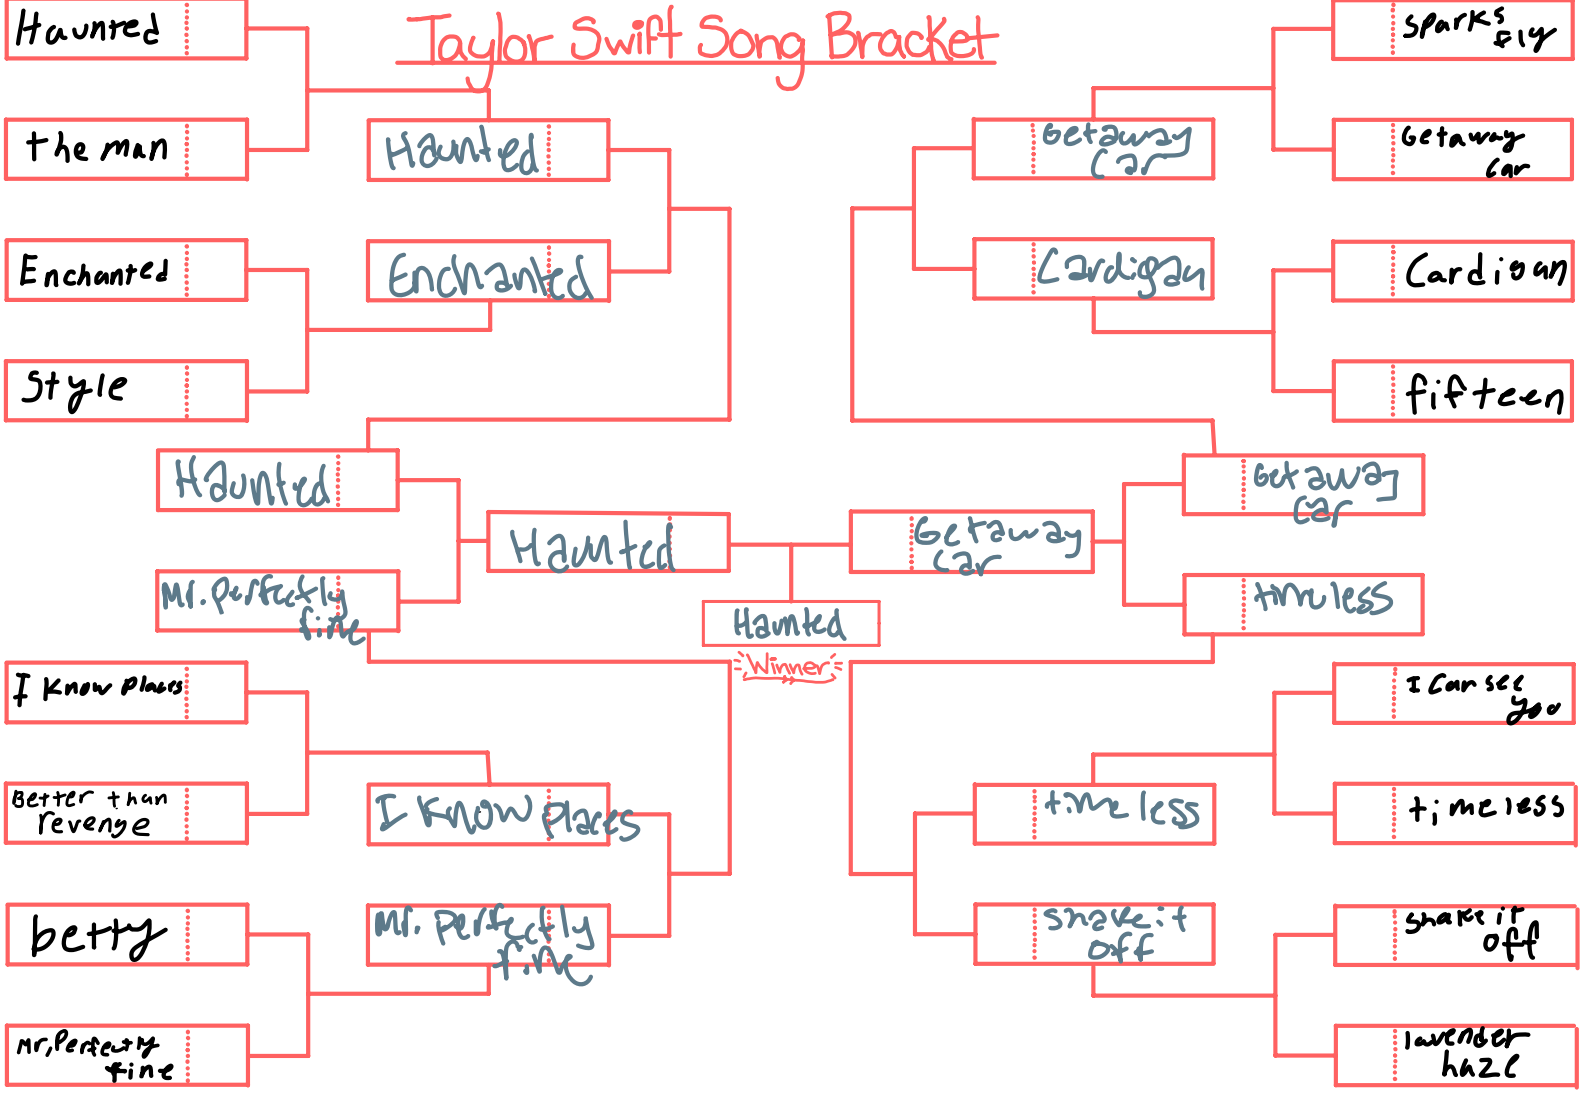 Taylor Swift Song Bracket
Haunted
the man
Enchanted
Style
Haunted
Enchanted
Haunted
Mr. Perfectly
fine
I Know Places
Better than
revenge
betty
Mr, Perfectly
fine
I Know Places
Mr. Perfectly
fine
Haunted
Haunted
Winner
Getaway
car
Getaway
Car
Cardigan
Getaway
Car
timeless
timeless
Shake it
off
Sparks
Fly
Getaway
Car
Cardigan
fifteen
I Can see
you
timeless
Shake it
off
lavender
haze